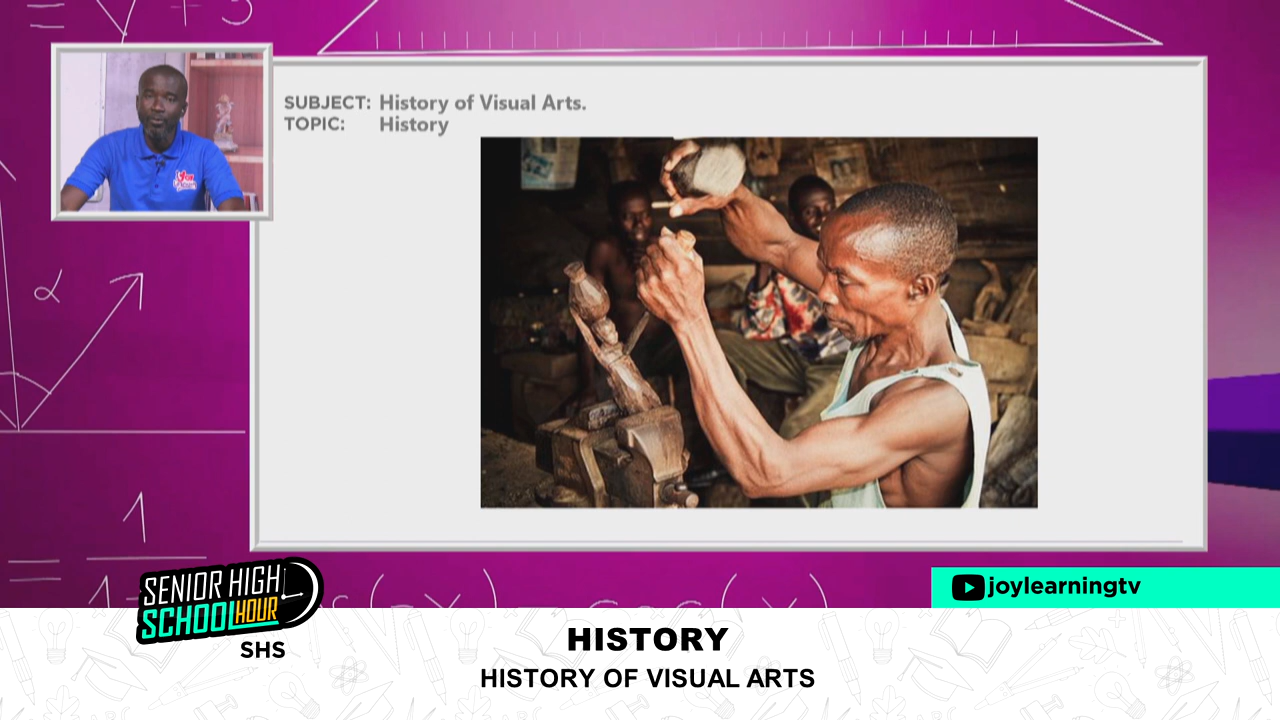 SUBJECT: History of Visual Arts.
TOPIC: History
SENIOR HIGH
SCHOOL HOUR
SHS
joylearningtv
HISTORY
HISTORY OF VISUAL ARTS